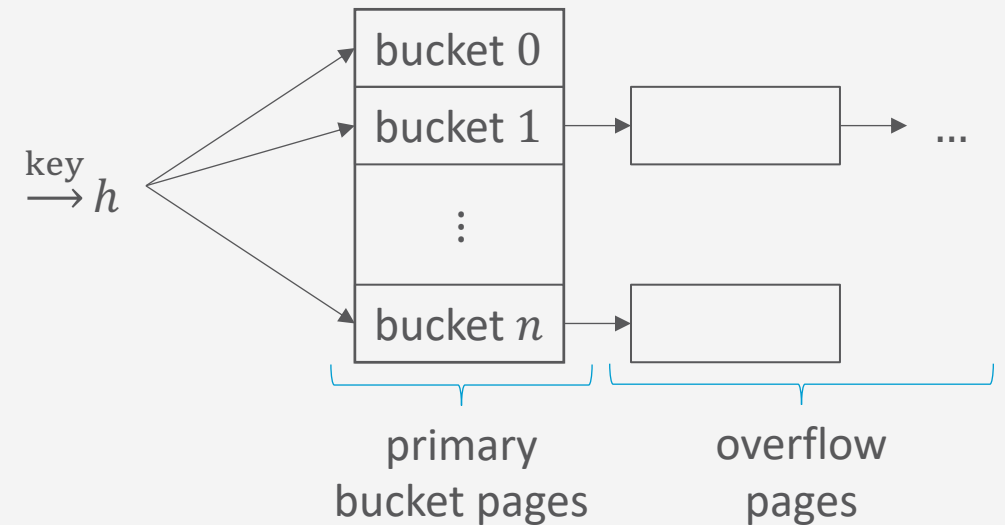 bucket 0
bucket 1
...
key
⟶ h
⋮
bucket n
primary
bucket pages
overflow
pages